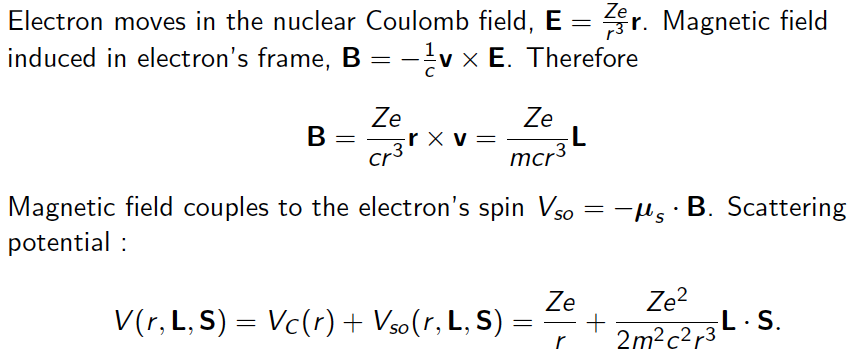 Electron moves in the nuclear Coulomb field, $\mathbf{E} = \frac{Ze}{r^3}\mathbf{r}$. Magnetic field
induced in electron's frame, $\mathbf{B} = -\frac{1}{c}\mathbf{v} \times \mathbf{E}$. Therefore
$\mathbf{B} = \frac{Ze}{cr^3}\mathbf{r} \times \mathbf{v} = \frac{Ze}{mcr^3}\mathbf{L}$
Magnetic field couples to the electron's spin $V_{so} = -\boldsymbol{\mu}_s \cdot \mathbf{B}$. Scattering
potential :
$V(r, \mathbf{L}, \mathbf{S}) = V_C(r) + V_{so}(r, \mathbf{L}, \mathbf{S}) = \frac{Ze}{r} + \frac{Ze^2}{2m^2c^2r^3}\mathbf{L} \cdot \mathbf{S}.$